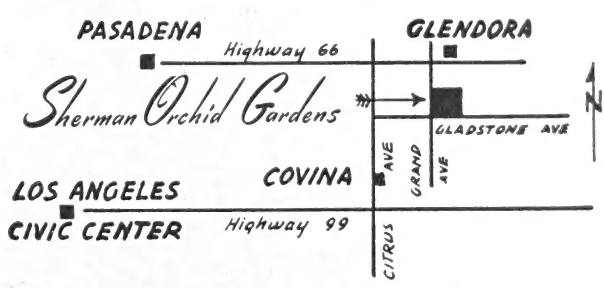 PASADENA
GLENDORA
Highway 66
N
Sherman Orchid Gardens
GLADSTONE AVE
CITRUS AVE
GRAND AVE
COVINA
LOS ANGELES
CIVIC CENTER
Highway 99